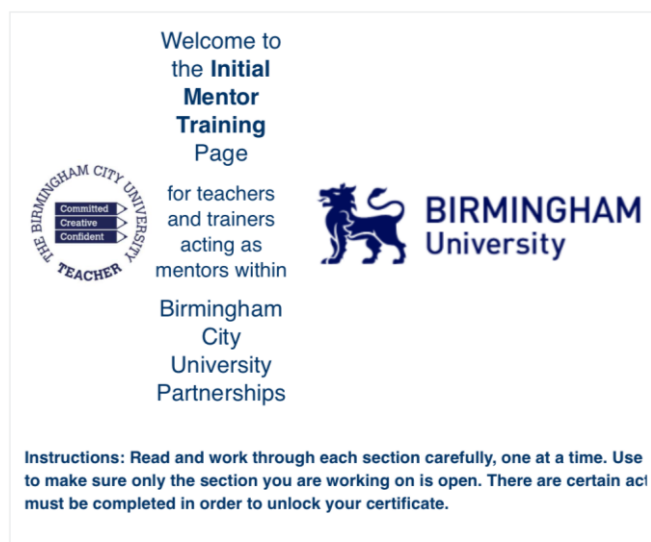 Welcome to
the Initial
Mentor
Training
Page
for teachers
and trainers
acting as
mentors within
Birmingham
City
University
Partnerships
THE BIRMINGHAM CITY UNIVERSITY
Committed
Creative
Confident
TEACHER
BIRMINGHAM
University
Instructions: Read and work through each section carefully, one at a time. Use
to make sure only the section you are working on is open. There are certain
must be completed in order to unlock your certificate.